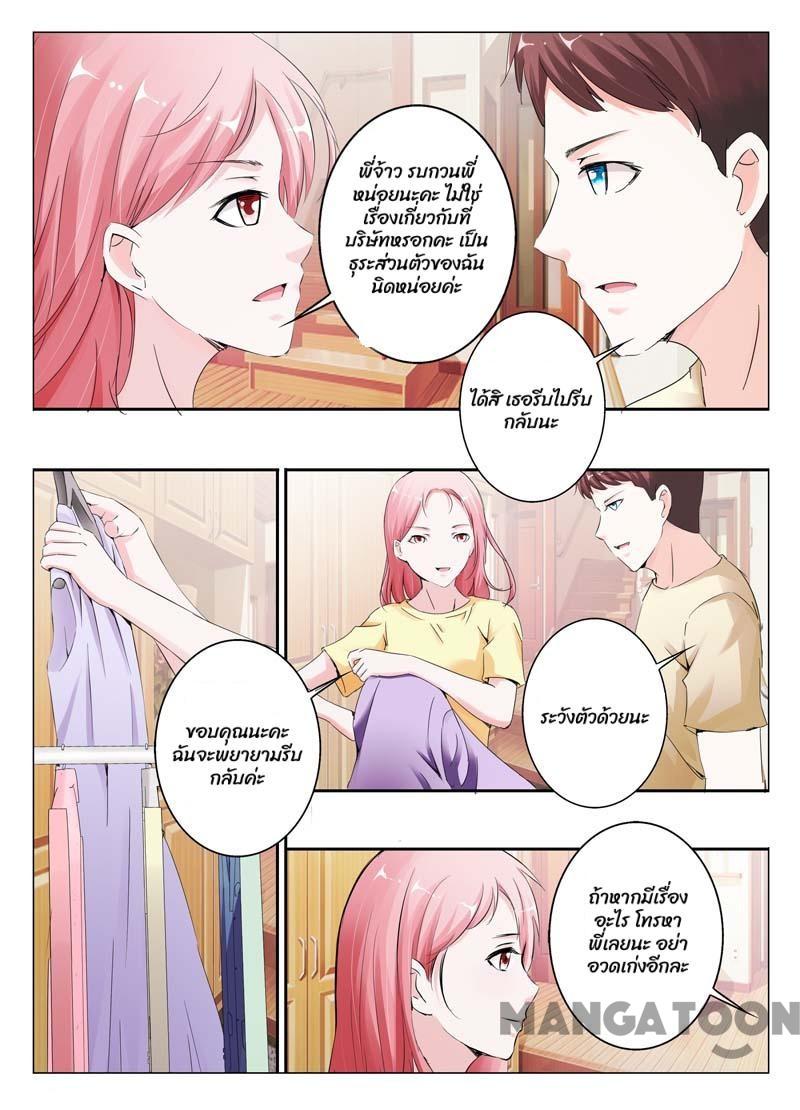 พี่จ้าว รบกวนพี่
หน่อยนะคะ ไม่ใช่
เรื่องเกี่ยวกับที่
บริษัทหรอกคะ เป็น
ธุระส่วนตัวของฉัน
นิดหน่อยค่ะ
ได้สิ เธอรีบไปรีบ
กลับนะ
ขอบคุณนะคะ
ฉันจะพยายามรีบ
กลับค่ะ
ระวังตัวด้วยนะ
ถ้าหากมีเรื่อง
อะไร โทรหา
พี่เลยนะ อย่า
อวดเก่งอีกละ
MANGATOON